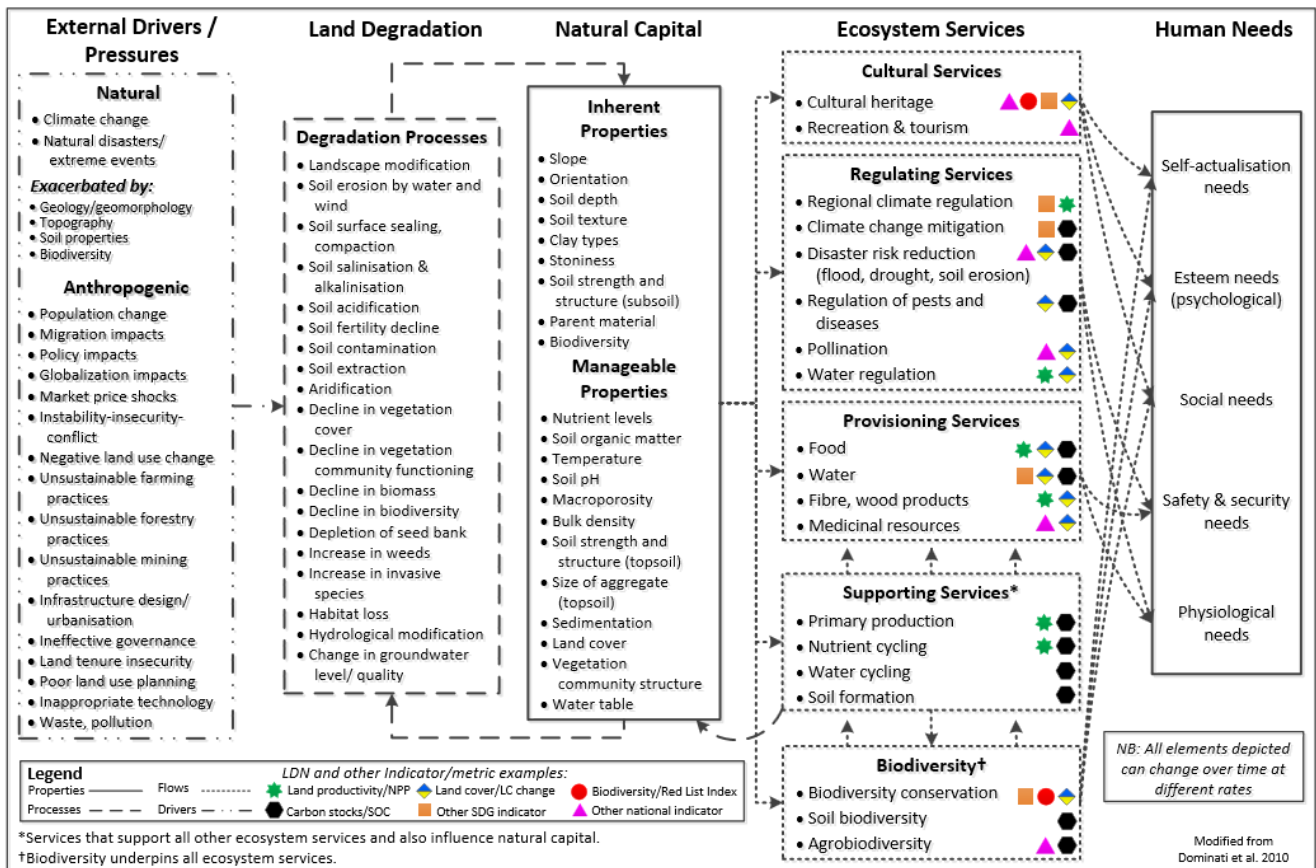 External Drivers /
Pressures
Natural
• Climate change
• Natural disasters/
extreme events
Exacerbated by:
• Geology/geomorphology
• Topography
• Soil properties
• Biodiversity
Anthropogenic
• Population change
• Migration impacts
• Policy impacts
• Globalization impacts
• Market price shocks
• Instability-insecurity-
conflict
• Negative land use change
• Unsustainable farming
practices
• Unsustainable forestry
practices
• Unsustainable mining
practices
• Infrastructure design/
urbanisation
• Ineffective governance
• Land tenure insecurity
• Poor land use planning
• Inappropriate technology
• Waste, pollution
Land Degradation
Degradation Processes
• Landscape modification
• Soil erosion by water and
wind
• Soil surface sealing,
compaction
• Soil salinisation &
alkalinisation
• Soil acidification
• Soil fertility decline
• Soil contamination
• Soil extraction
• Aridification
• Decline in vegetation
cover
• Decline in vegetation
community functioning
• Decline in biomass
• Decline in biodiversity
• Depletion of seed bank
• Increase in weeds
• Increase in invasive
species
• Habitat loss
• Hydrological modification
• Change in groundwater
level/ quality
Natural Capital
Inherent
Properties
• Slope
• Orientation
• Soil depth
• Soil texture
• Clay types
• Stoniness
• Soil strength and
structure (subsoil)
• Parent material
• Biodiversity
Manageable
Properties
• Nutrient levels
• Soil organic matter
• Temperature
• Soil pH
• Macroporosity
• Bulk density
• Soil strength and
structure (topsoil)
• Size of aggregate
(topsoil)
• Sedimentation
• Land cover
• Vegetation
community structure
• Water table
Ecosystem Services
Cultural Services
• Cultural heritage
• Recreation & tourism
Regulating Services
• Regional climate regulation
• Climate change mitigation
• Disaster risk reduction
(flood, drought, soil erosion)
• Regulation of pests and
diseases
• Pollination
• Water regulation
Provisioning Services
• Food
• Water
• Fibre, wood products
• Medicinal resources
Supporting Services*
• Primary production
• Nutrient cycling
• Water cycling
• Soil formation
Biodiversity†
• Biodiversity conservation
• Soil biodiversity
• Agrobiodiversity
Human Needs
Self-actualisation
needs
Esteem needs
(psychological)
Social needs
Safety & security
needs
Physiological
needs
NB: All elements depicted
can change over time at
different rates
Legend
Properties
Flows
Processes
Drivers
LDN and other Indicator/metric examples:
Land productivity/NPP
Land cover/LC change
Biodiversity/Red List Index
Carbon stocks/SOC
Other SDG indicator
Other national indicator
*Services that support all other ecosystem services and also influence natural capital.
†Biodiversity underpins all ecosystem services.
Modified from
Dominati et al. 2010